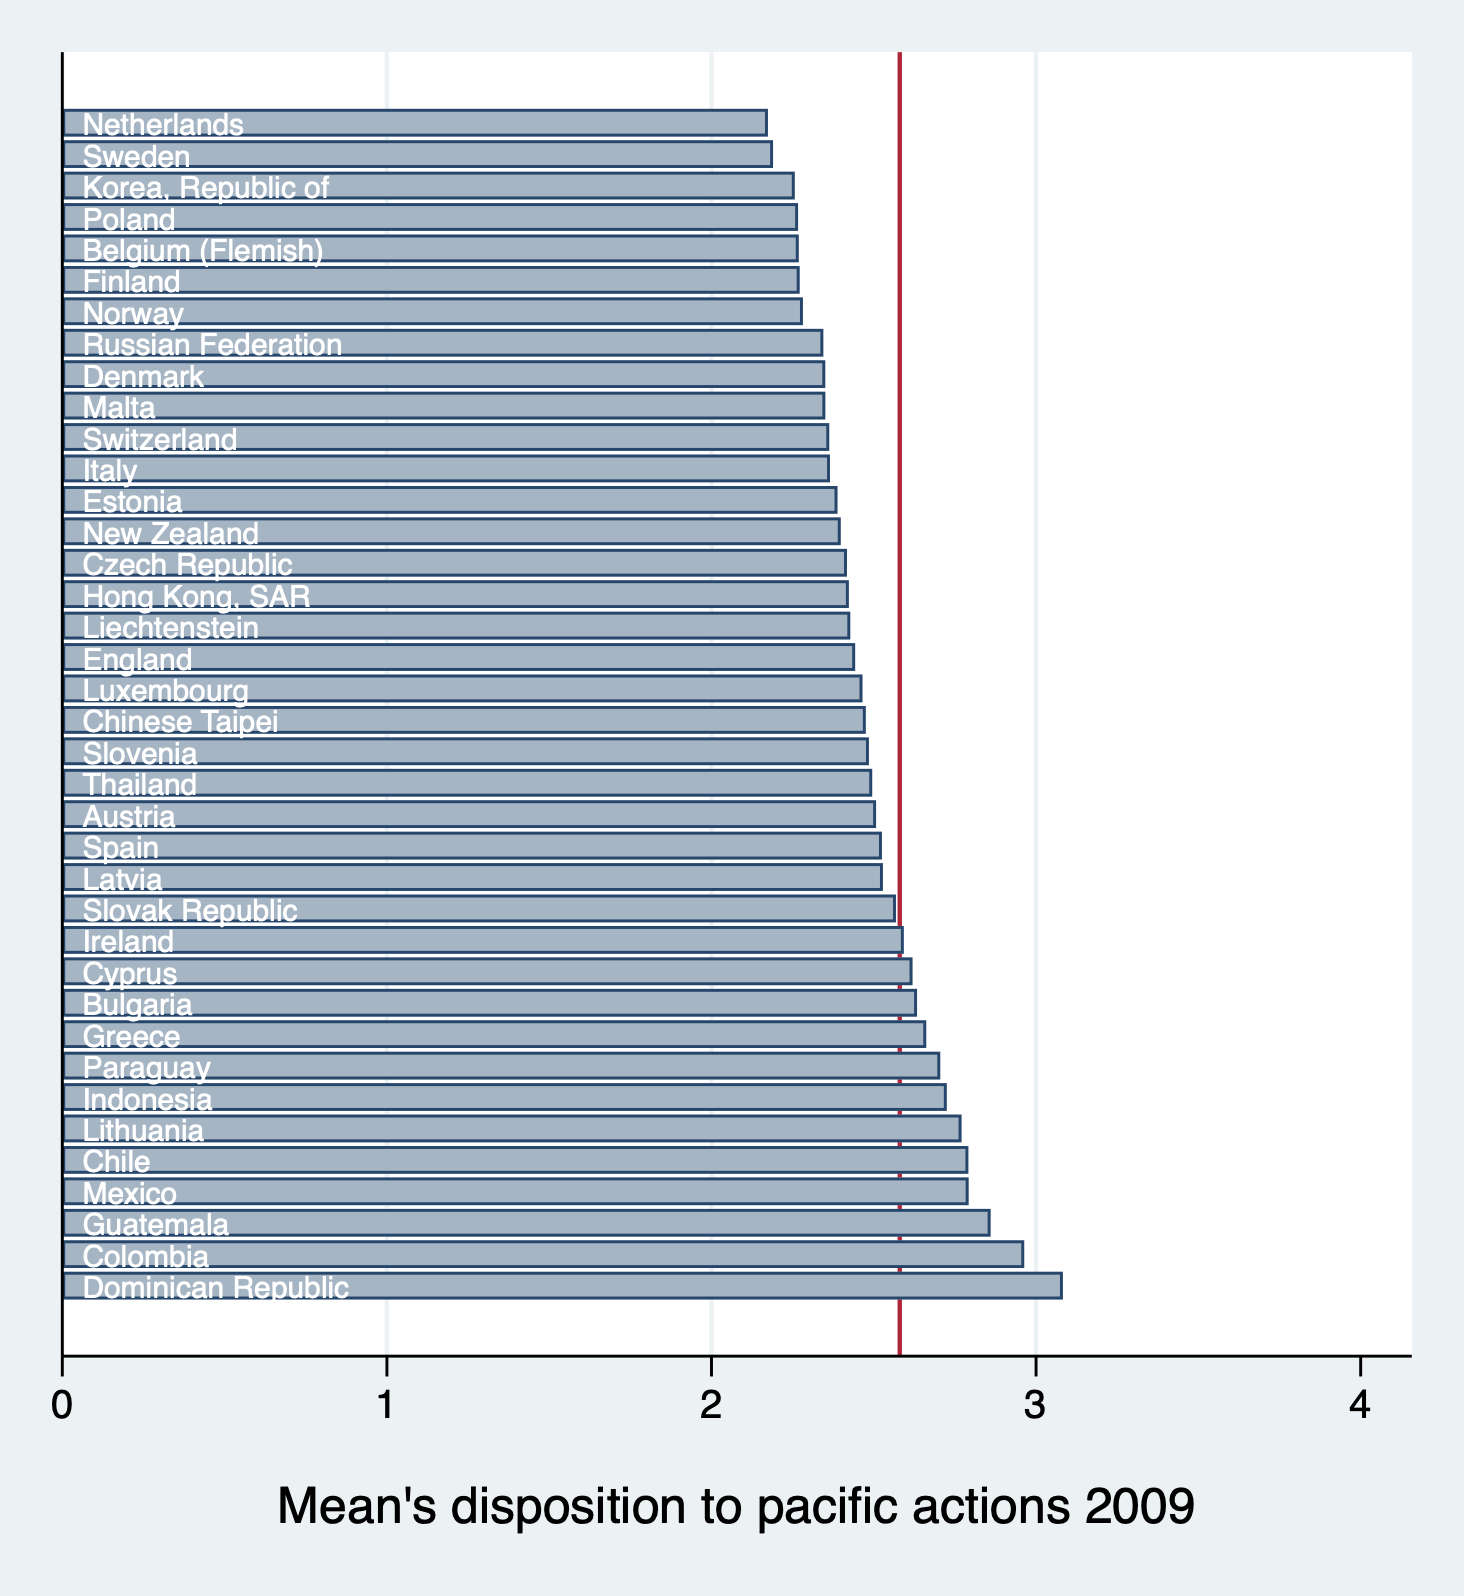 Netherlands
Sweden
Korea, Republic of
Poland
Belgium (Flemish)
Finland
Norway
Russian Federation
Denmark
Malta
Switzerland
Italy
Estonia
New Zealand
Czech Republic
Hong Kong, SAR
Liechtenstein
England
Luxembourg
Chinese Taipei
Slovenia
Thailand
Austria
Spain
Latvia
Slovak Republic
Ireland
Cyprus
Bulgaria
Greece
Paraguay
Indonesia
Lithuania
Chile
Mexico
Guatemala
Colombia
Dominican Republic
0 1 2 3 4
Mean's disposition to pacific actions 2009